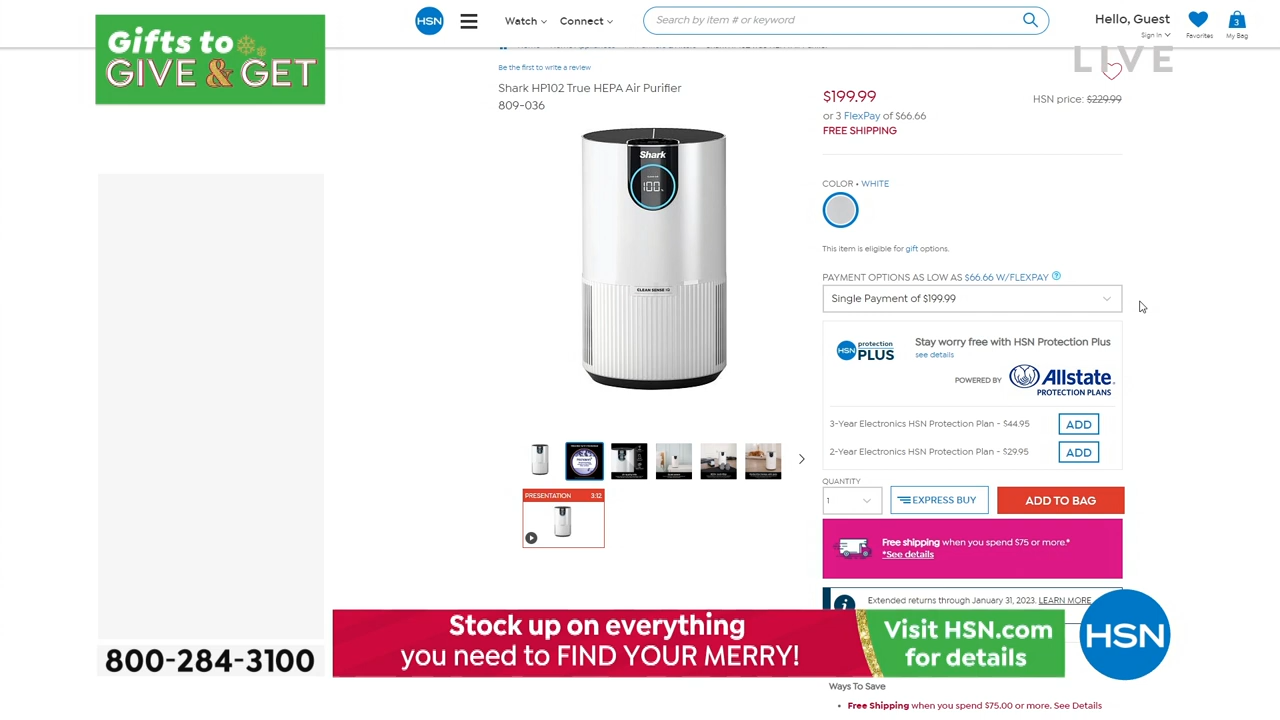 Gifts to
GIVE & GET
HSN
Watch
Connect
Search by item # or keyword
Hello, Guest
Sign in
Favorites
3
My Bag
LIVE
Be the first to write a review
Shark HP102 True HEPA Air Purifier
809-036
$199.99
HSN price: $229.99
or 3 FlexPay of $66.66
FREE SHIPPING
Shark
100%
CLEAN SENSE IQ
COLOR • WHITE
This item is eligible for gift options.
PAYMENT OPTIONS AS LOW AS $66.66 W/FLEXPAY ?
Single Payment of $199.99
HSN protection PLUS
Stay worry free with HSN Protection Plus
see details
POWERED BY Allstate
PROTECTION PLANS
3-Year Electronics HSN Protection Plan - $44.95 ADD
2-Year Electronics HSN Protection Plan - $29.95 ADD
PRESENTATION 3:12
QUANTITY
1
EXPRESS BUY
ADD TO BAG
Free shipping when you spend $75 or more.*
*See details
Extended returns through January 31, 2023. LEARN MORE
800-284-3100
Stock up on everything
you need to FIND YOUR MERRY!
Visit HSN.com
for details
HSN
Ways To Save
• Free Shipping when you spend $75.00 or more. See Details